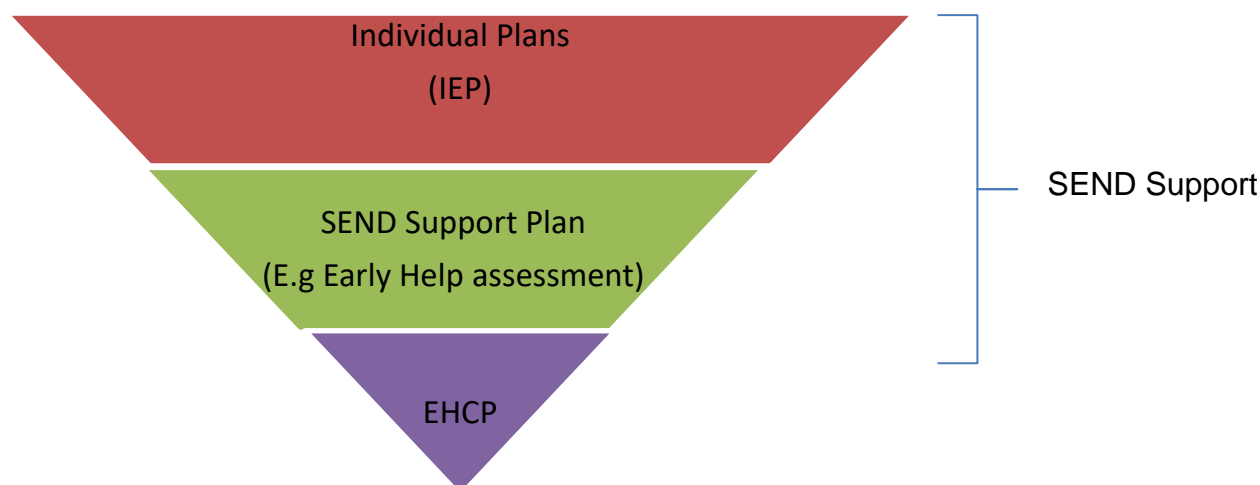 Individual Plans
(IEP)
SEND Support Plan
(E.g Early Help assessment)
EHCP
SEND Support